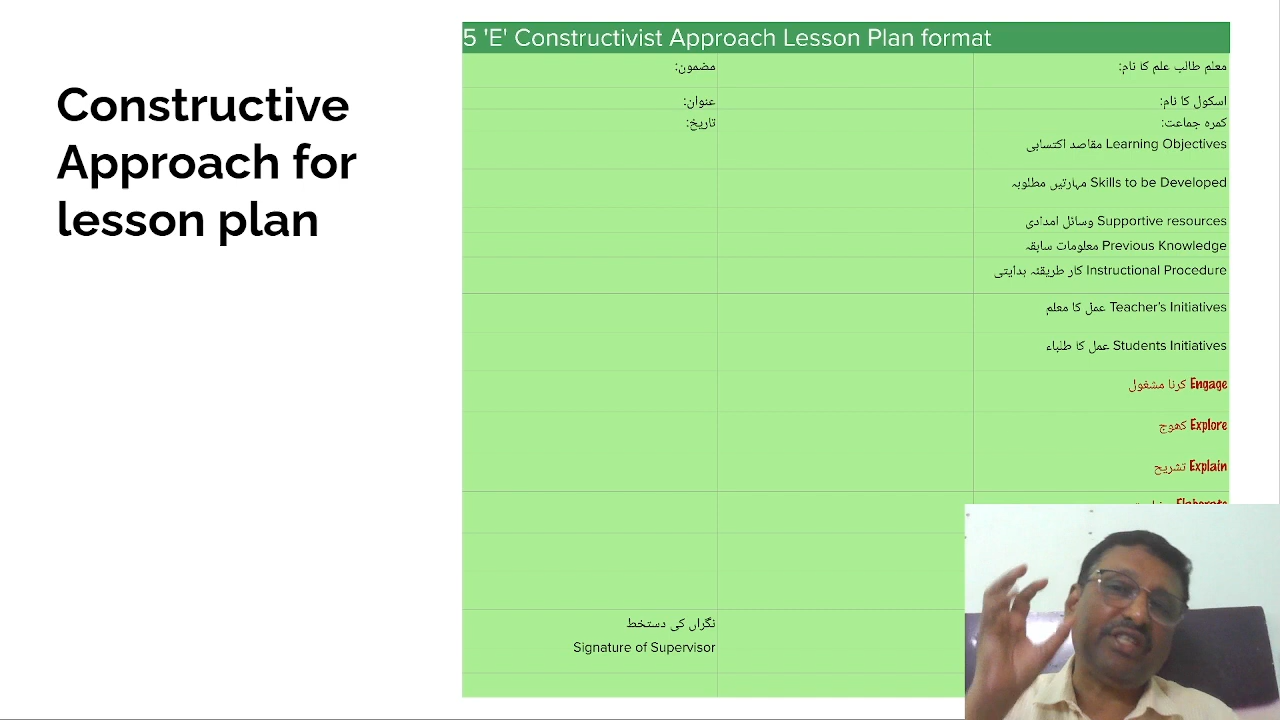 Constructive
Approach for
lesson plan
5 'E' Constructivist Approach Lesson Plan format
معلم طالب علم کا نام:
مضمون:
اسکول کا نام:
عنوان:
کمرہ جماعت:
تاریخ:
مقاصد اکتسابی Learning Objectives
مہارتیں مطلوبہ Skills to be Developed
وسائل امدادی Supportive resources
معلومات سابقہ Previous Knowledge
کار طریقئہ ہدایتی Instructional Procedure
عمل کا معلم Teacher's Initiatives
عمل کا طلباء Students Initiatives
کرنا مشغول Engage
کھوج Explore
تشریح Explain
Elaborate
نگراں کی دستخط
Signature of Supervisor